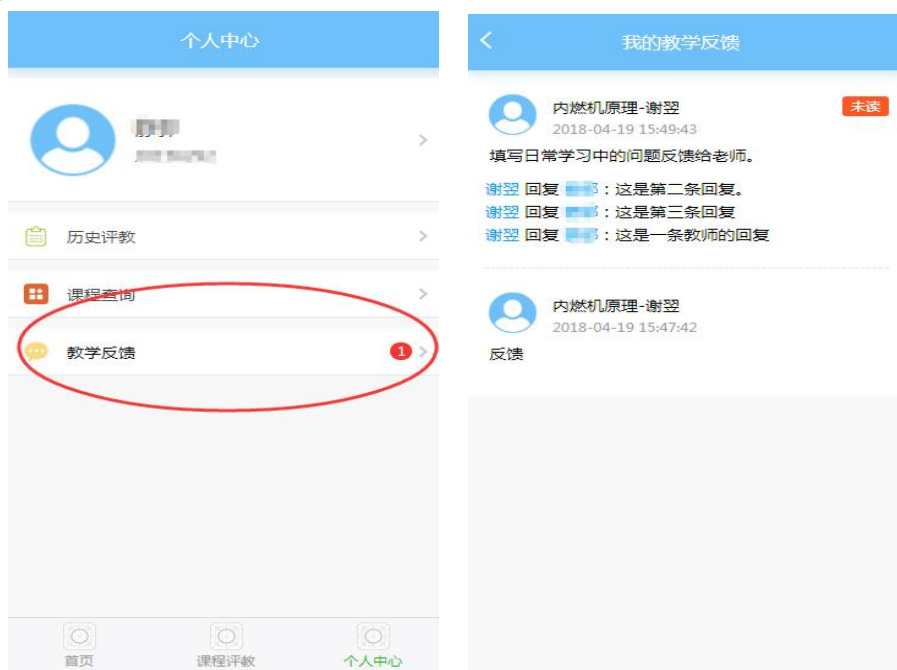 个人中心
历史评教
课程查询
教学反馈
1
首页
课程评教
个人中心
我的教学反馈
内燃机原理-谢翌
未读
2018-04-19 15:49:43
填写日常学习中的问题反馈给老师。
谢翌 回复 ：这是第二条回复。
谢翌 回复 ：这是第三条回复
谢翌 回复 ：这是一条教师的回复
内燃机原理-谢翌
2018-04-19 15:47:42
反馈